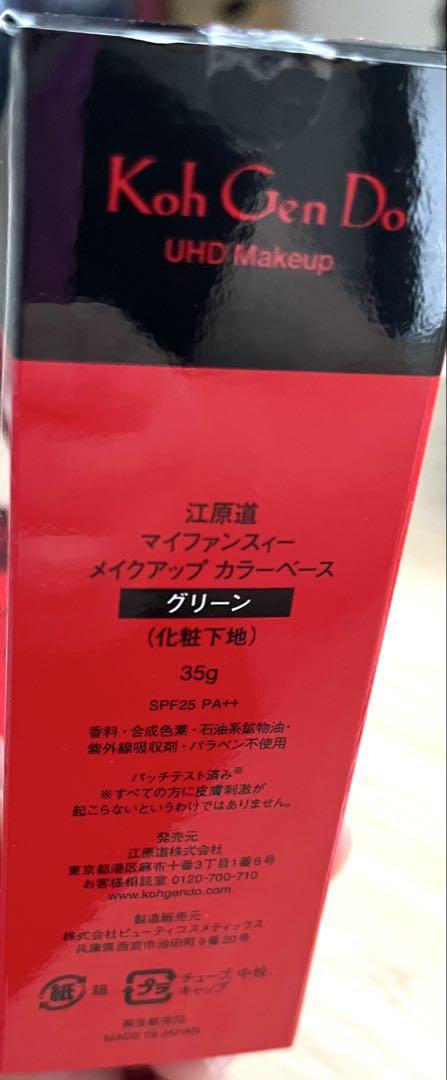 Koh Gen Do
UHD Makeup
江原道
マイファンスィー
メイクアップ カラーベース
グリーン
(化粧下地)
35g
SPF25 PA++
香料・合成色素・石油系鉱物油・
紫外線吸収剤・パラベン不使用
パッチテスト済み※
※すべての方に皮膚刺激が
起こらないというわけではありません。
発売元
江原道株式会社
東京都港区麻布十番3丁目1番6号
お客様相談室 0120-700-710
www.kohgendo.com
製造販売元
株式会社ビューティコスメティックス
兵庫県西宮市池田町9番20号
紙 箱 プラ チューブ, 中栓,
キャップ
再生紙使用
MADE IN JAPAN